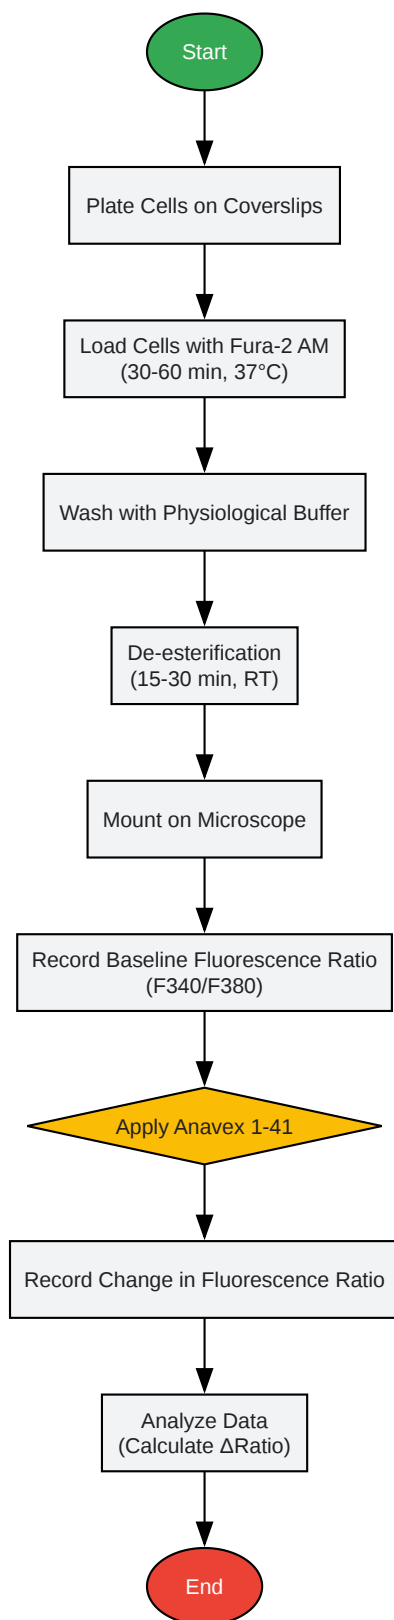 Start
Plate Cells on Coverslips
Load Cells with Fura-2 AM
(30-60 min, 37°C)
Wash with Physiological Buffer
De-esterification
(15-30 min, RT)
Mount on Microscope
Record Baseline Fluorescence Ratio
(F340/F380)
Apply Anavex 1-41
Record Change in Fluorescence Ratio
Analyze Data
(Calculate ΔRatio)
End